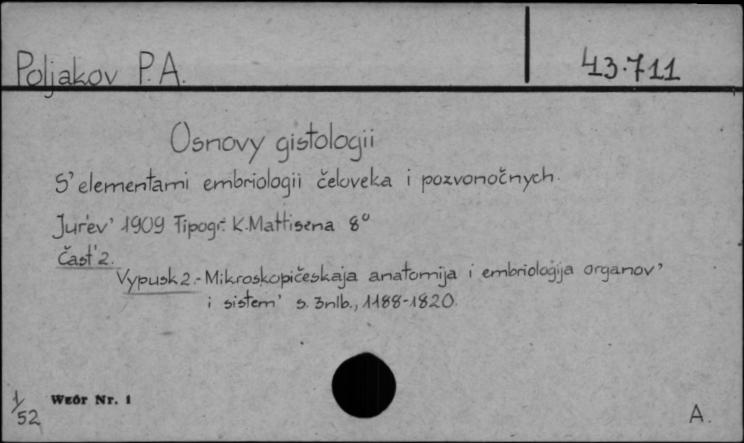 Poljakov P.A.
43.711
Osnovy gistologii
S' elementami embriologii čeloveka i pozvonočnych.
Jur'ev' 1909 Tipogr. K. Mattisena 8°
Čast' 2.
Vypusk 2.- Mikroskopičeskaja anatomija i embriologija organov'
i sistem' s. 3nlb., 1188-1820.
1/52
Wzór Nr. 1
A.